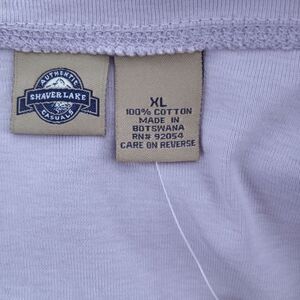 AUTHENTIC
SHAVER LAKE
CASUALS
XL
100% COTTON
MADE IN
BOTSWANA
RN# 92054
CARE ON REVERSE